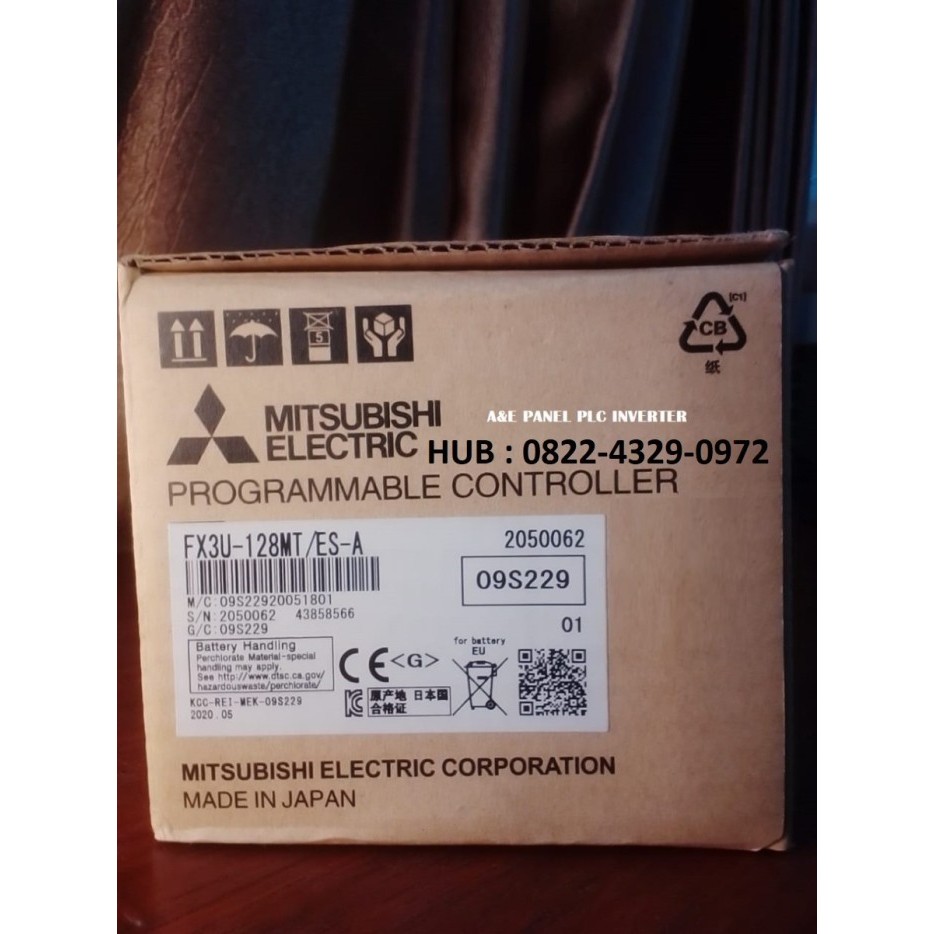 [C1]
CB
纸
5
MITSUBISHI
ELECTRIC
A&E PANEL PLC INVERTER
HUB : 0822-4329-0972
PROGRAMMABLE CONTROLLER
FX3U-128MT/ES-A
2050062
09S229
M/C:09S22920051801
S/N:2050062 43858566
G/C:09S229
01
Battery Handling
Perchlorate Material-special
handling may apply.
See http://www.dtsc.ca.gov/
hazardouswaste/perchlorate/
KCC-REI-MEK-09S229
2020.05
CE <G>
for battery
EU
原产地 日本国
合格证
MITSUBISHI ELECTRIC CORPORATION
MADE IN JAPAN